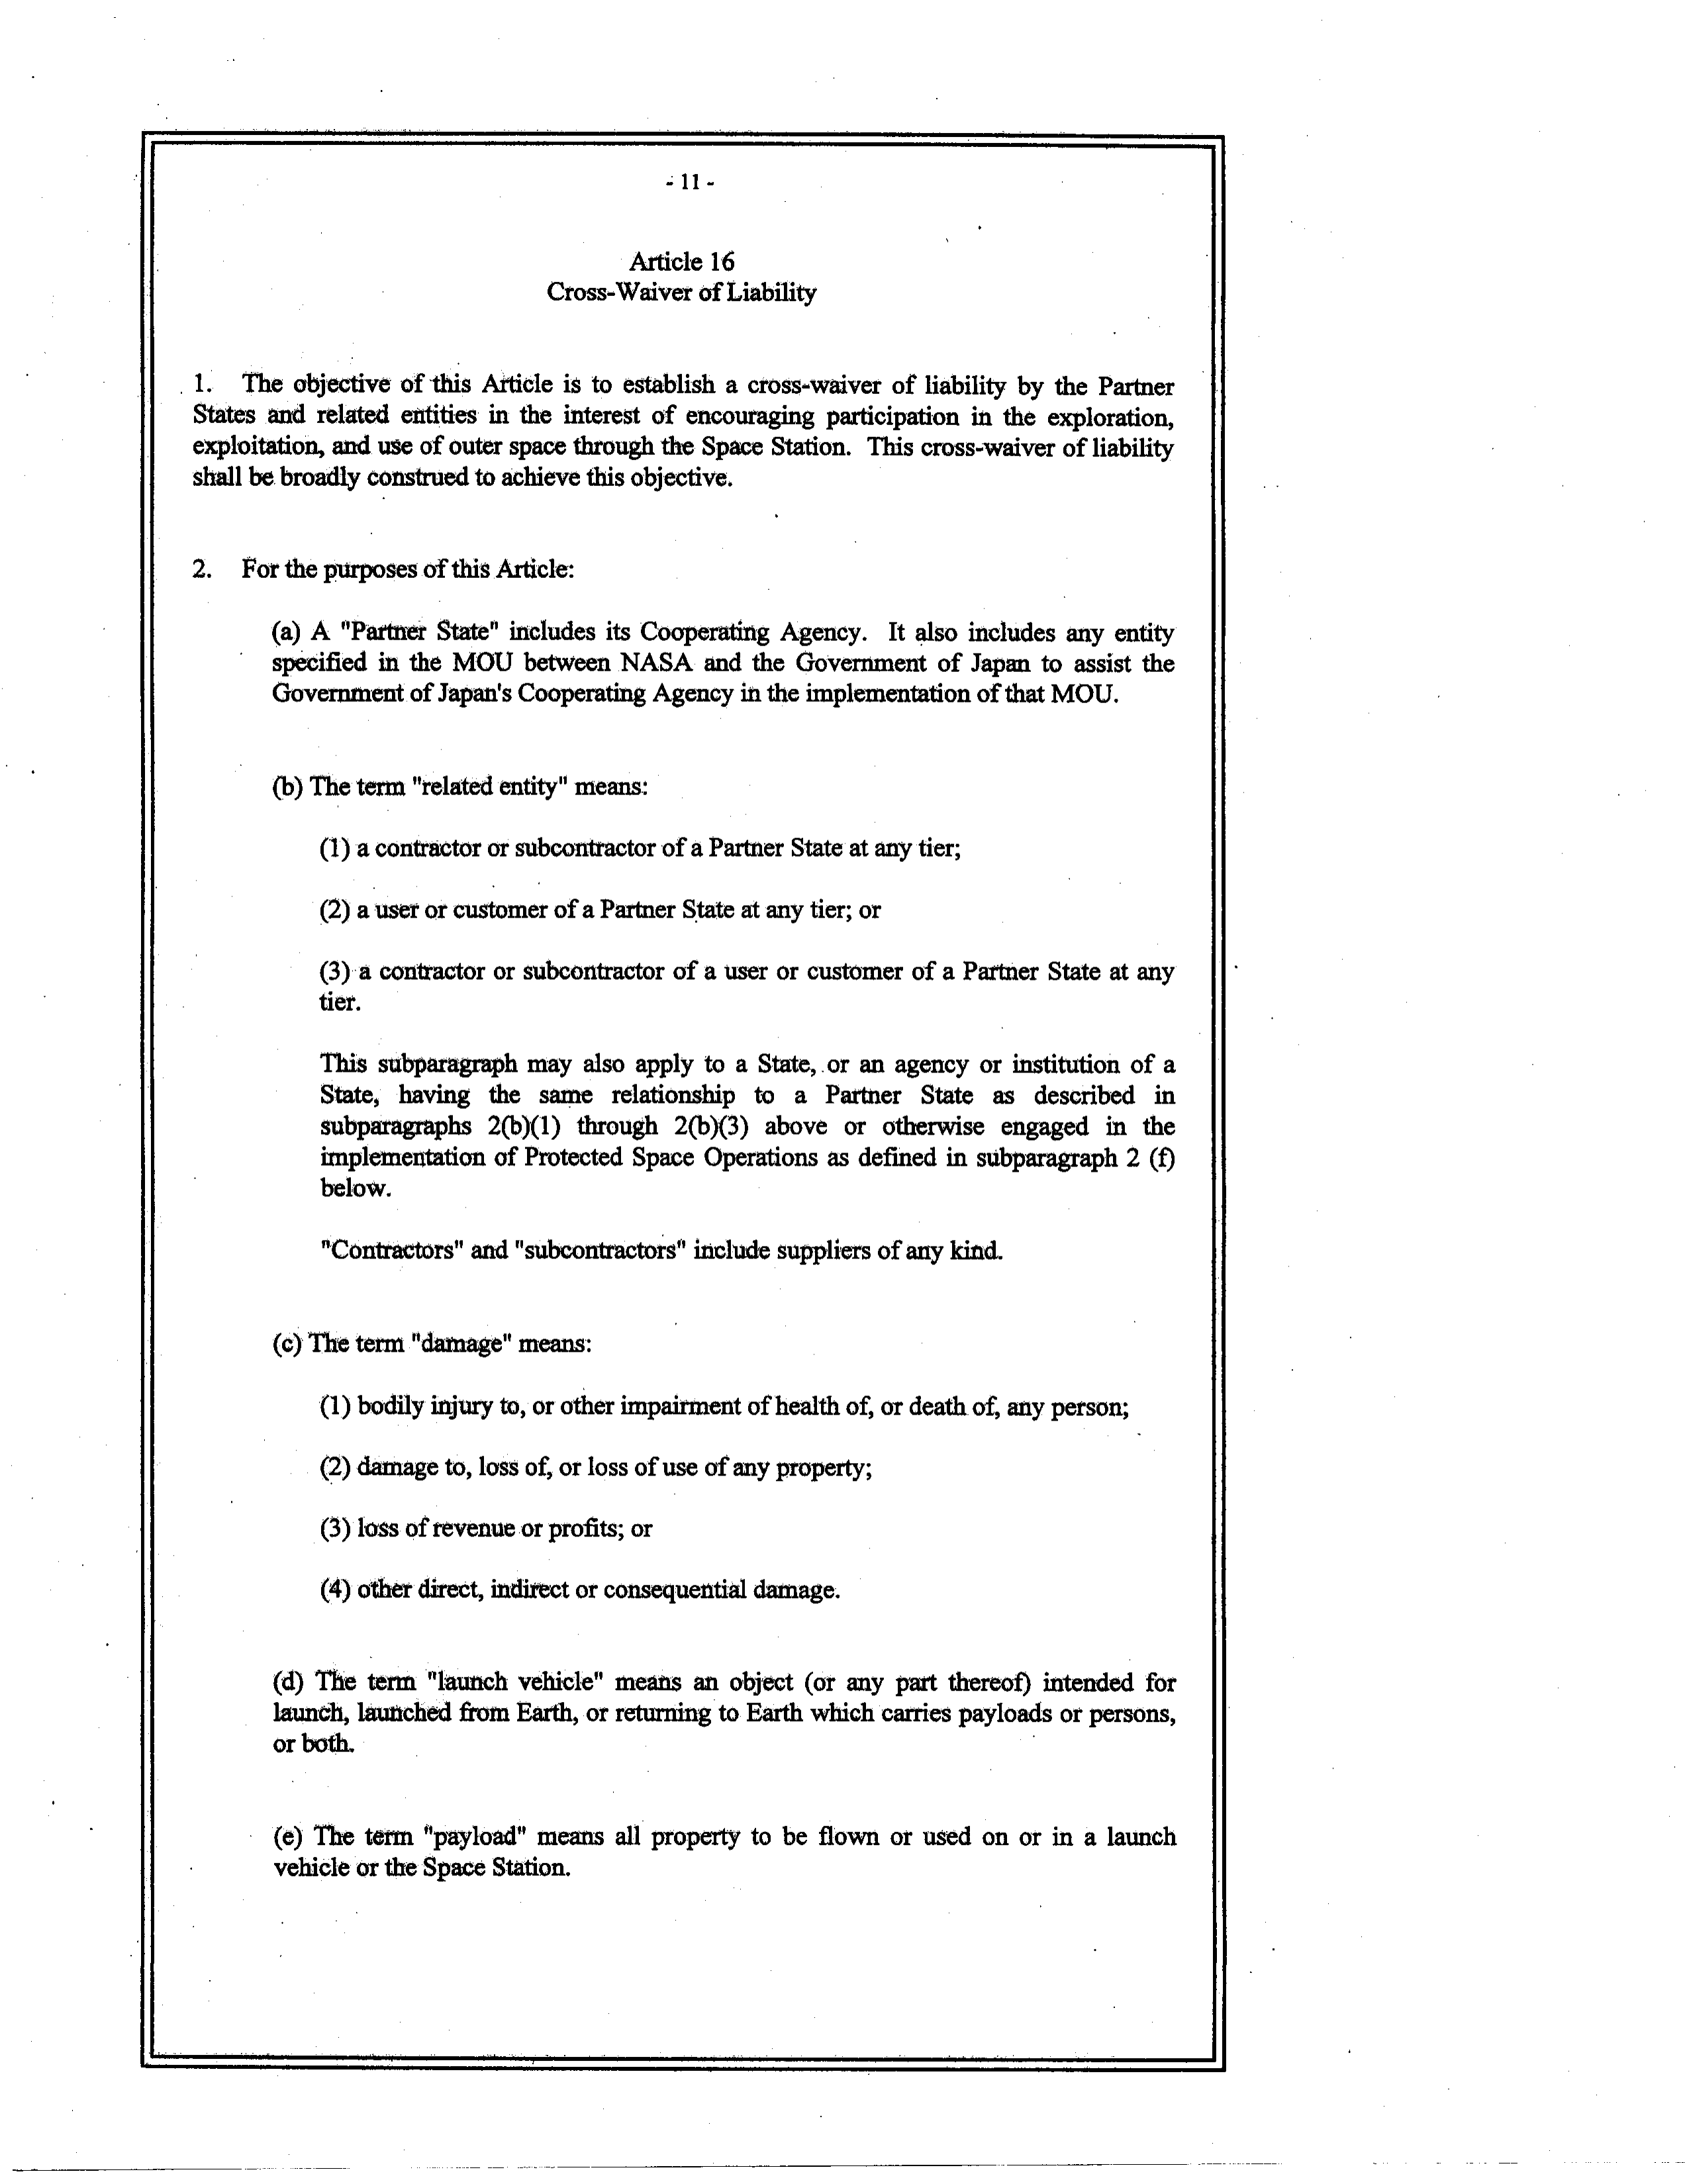 - 11 -
Article 16
Cross-Waiver of Liability
1. The objective of this Article is to establish a cross-waiver of liability by the Partner
States and related entities in the interest of encouraging participation in the exploration,
exploitation, and use of outer space through the Space Station. This cross-waiver of liability
shall be broadly construed to achieve this objective.
2. For the purposes of this Article:
(a) A "Partner State" includes its Cooperating Agency. It also includes any entity
specified in the MOU between NASA and the Government of Japan to assist the
Government of Japan's Cooperating Agency in the implementation of that MOU.
(b) The term "related entity" means:
(1) a contractor or subcontractor of a Partner State at any tier;
(2) a user or customer of a Partner State at any tier; or
(3) a contractor or subcontractor of a user or customer of a Partner State at any
tier.
This subparagraph may also apply to a State, or an agency or institution of a
State, having the same relationship to a Partner State as described in
subparagraphs 2(b)(1) through 2(b)(3) above or otherwise engaged in the
implementation of Protected Space Operations as defined in subparagraph 2 (f)
below.
"Contractors" and "subcontractors" include suppliers of any kind.
(c) The term "damage" means:
(1) bodily injury to, or other impairment of health of, or death of, any person;
(2) damage to, loss of, or loss of use of any property;
(3) loss of revenue or profits; or
(4) other direct, indirect or consequential damage.
(d) The term "launch vehicle" means an object (or any part thereof) intended for
launch, launched from Earth, or returning to Earth which carries payloads or persons,
or both.
(e) The term "payload" means all property to be flown or used on or in a launch
vehicle or the Space Station.